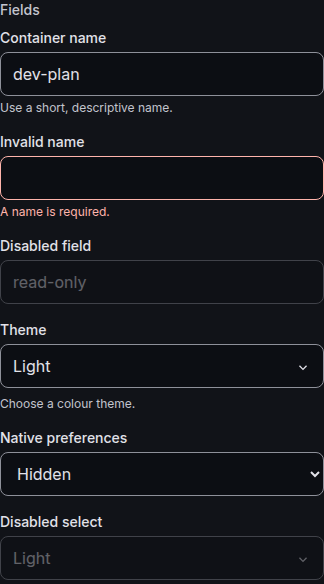 Fields
Container name
dev-plan
Use a short, descriptive name.
Invalid name
A name is required.
Disabled field
read-only
Theme
Light
Choose a colour theme.
Native preferences
Hidden
Disabled select
Light